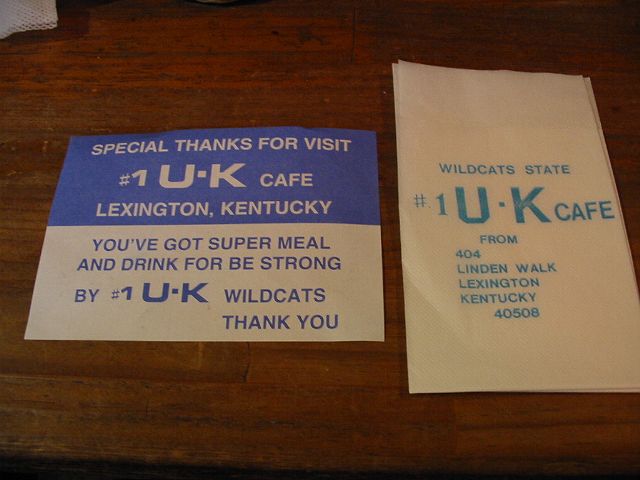 SPECIAL THANKS FOR VISIT
#1 U·K CAFE
LEXINGTON, KENTUCKY
YOU'VE GOT SUPER MEAL
AND DRINK FOR BE STRONG
BY #1 U·K WILDCATS
THANK YOU
WILDCATS STATE
#.1 U·K CAFE
FROM
404
LINDEN WALK
LEXINGTON
KENTUCKY
40508